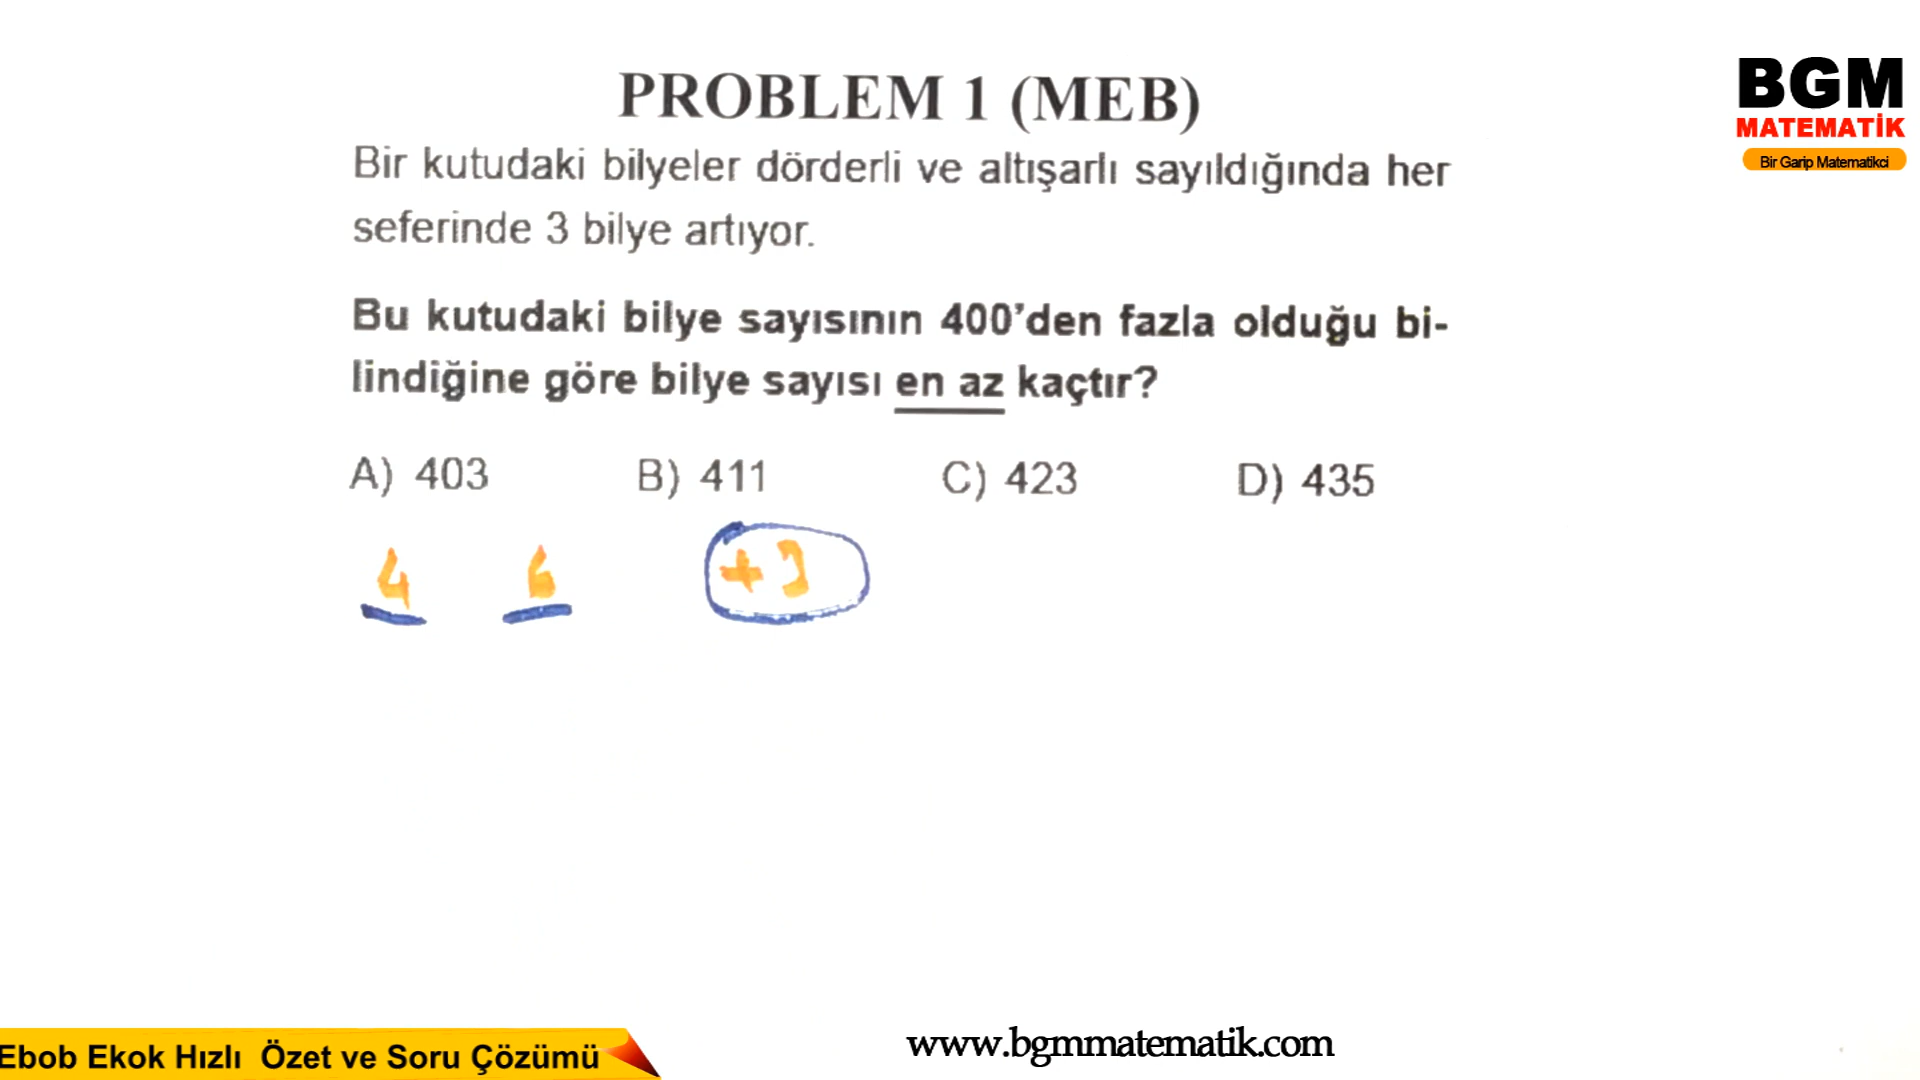 PROBLEM 1 (MEB)
BGM
MATEMATİK
Bir Garip Matematikci
Bir kutudaki bilyeler dörderli ve altışarlı sayıldığında her
seferinde 3 bilye artıyor.
Bu kutudaki bilye sayısının 400'den fazla olduğu bi-
lindiğine göre bilye sayısı en az kaçtır?
A) 403 B) 411 C) 423 D) 435
4 6 +3
Ebob Ekok Hızlı Özet ve Soru Çözümü
www.bgmmatematik.com